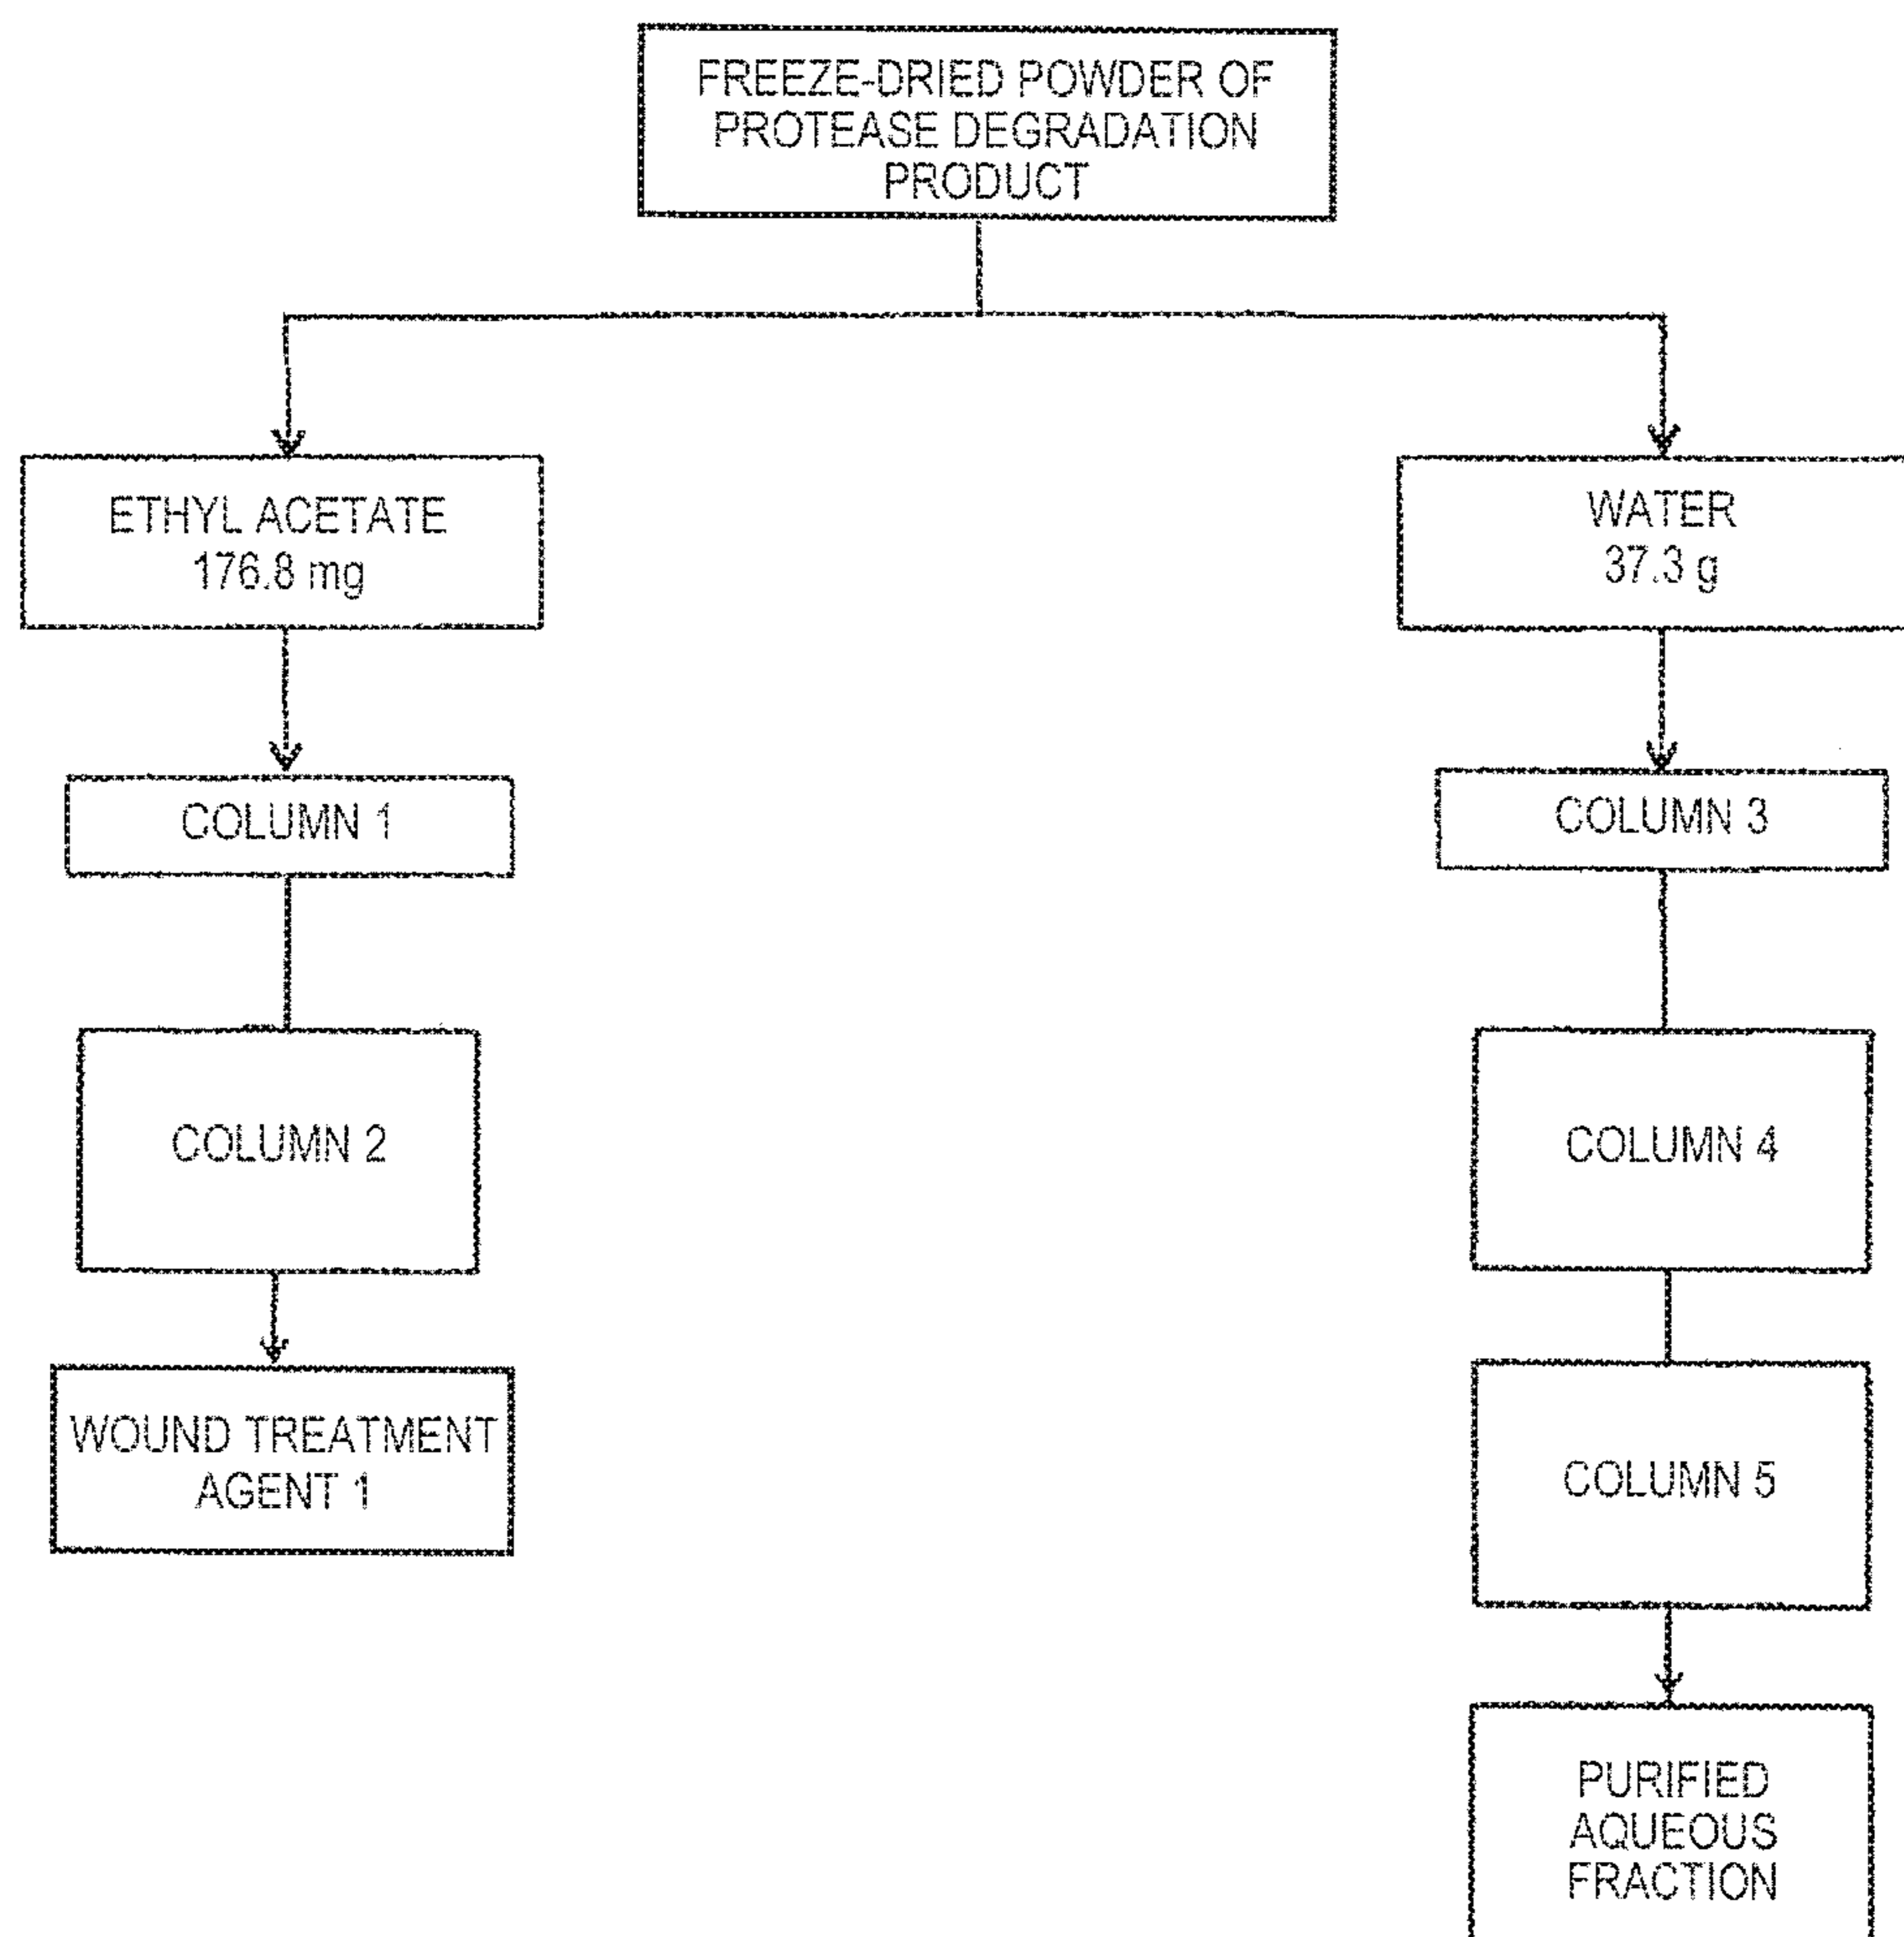 FREEZE-DRIED POWDER OF
PROTEASE DEGRADATION
PRODUCT
ETHYL ACETATE
176.8 mg
WATER
37.3 g
COLUMN 1
COLUMN 3
COLUMN 2
COLUMN 4
WOUND TREATMENT
AGENT 1
COLUMN 5
PURIFIED
AQUEOUS
FRACTION